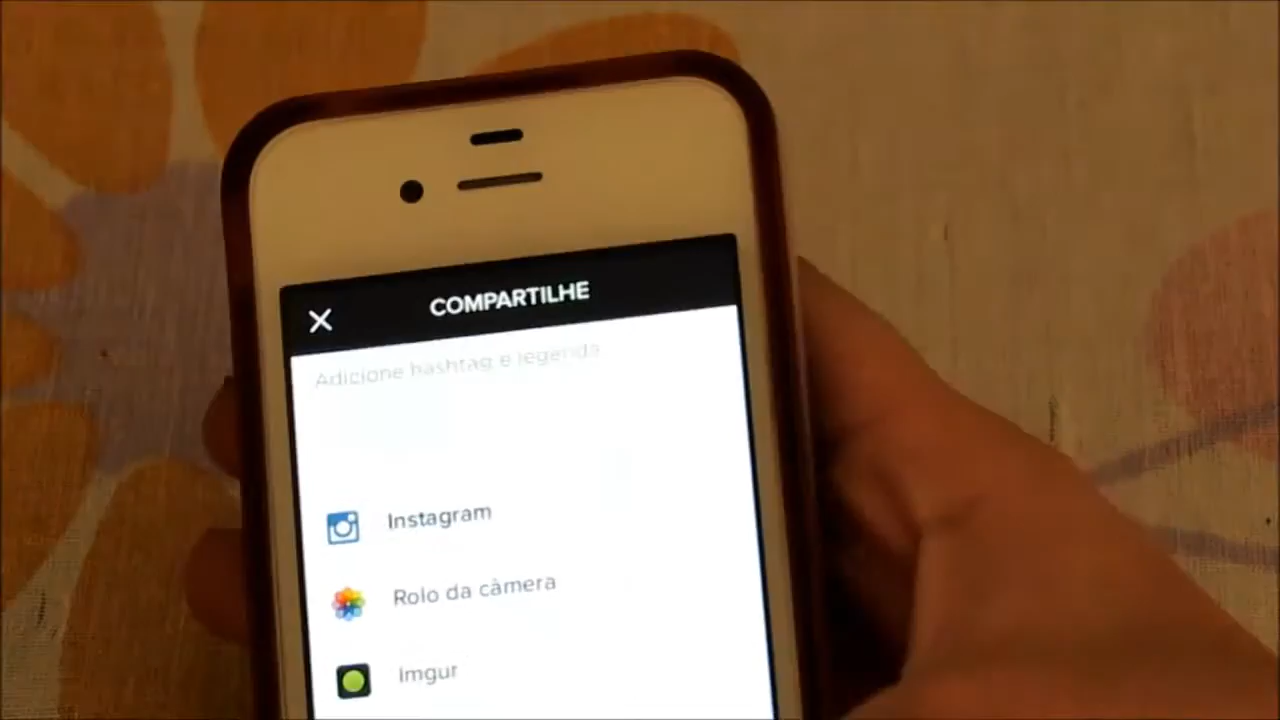 COMPARTILHE
Adicione hashtag e legenda
Instagram
Rolo da câmera
Imgur